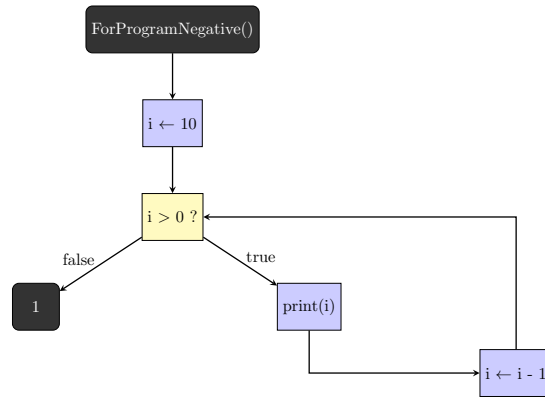 ForProgramNegative()
i ← 10
i > 0 ?
false
true
1
print(i)
i ← i - 1